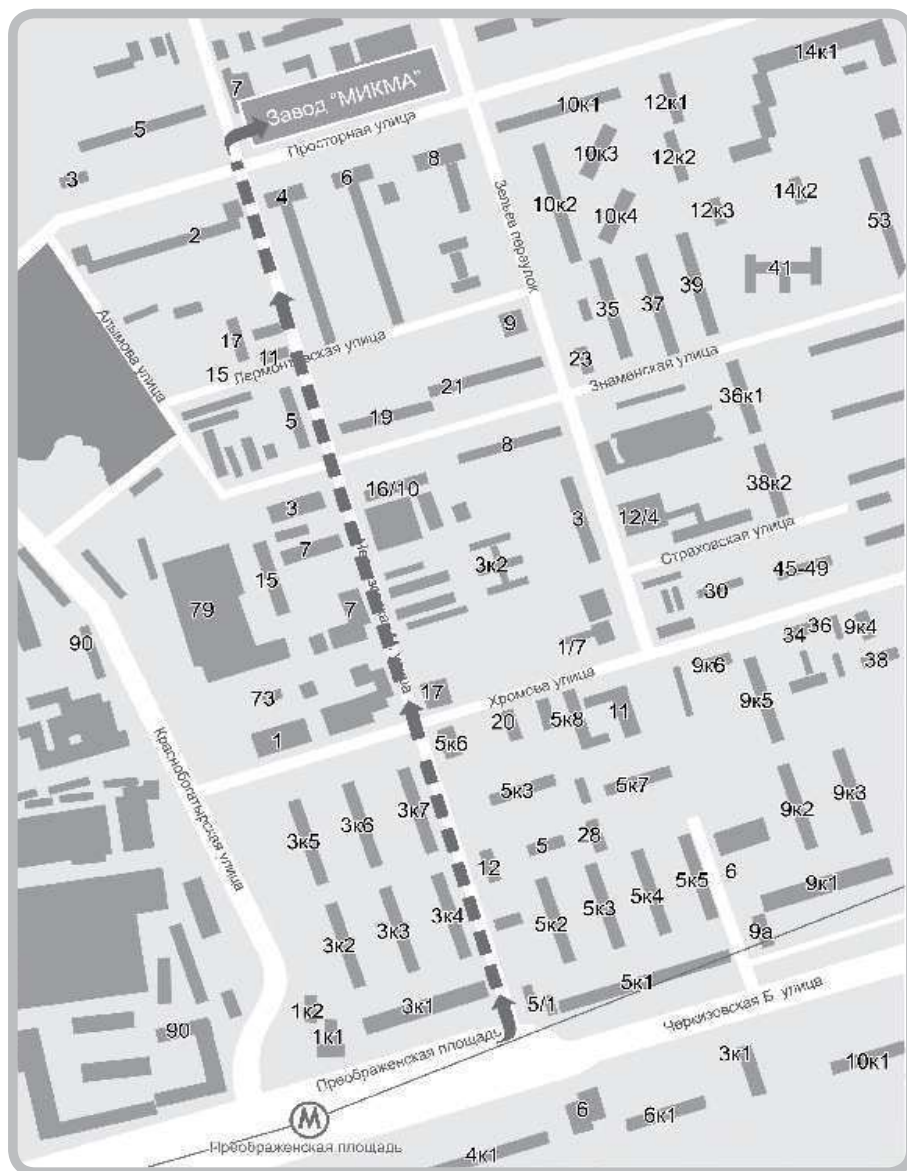 14к1
7
Завод "МИКМА"
10к1
12к1
5
Просторная улица
10к3
12к2
8
3
4
6
14к2
10к2
10к4
12к3
53
2
Зельев переулок
41
35
37
39
Алымова улица
9
17
11
23
15
Лермонтовская улица
Знаменская улица
21
36к1
5
19
8
16/10
38к2
3
3
12/4
7
Страховская улица
3к2
15
45-49
30
79
7
90
1/7
34
36
9к4
9к6
38
73
17
Хромова улица
9к5
20
5к8
11
1
5к6
Краснобогатырская улица
5к3
5к7
9к3
3к7
9к2
3к6
3к5
5
28
12
6
5к5
9к1
5к4
3к4
5к3
5к2
3к3
3к2
9а
5к1
3к1
5/1
1к2
Черкизовская Б. улица
90
1к1
Преображенская площадь
3к1
10к1
М
6
6к1
Преображенская площадь
4к1